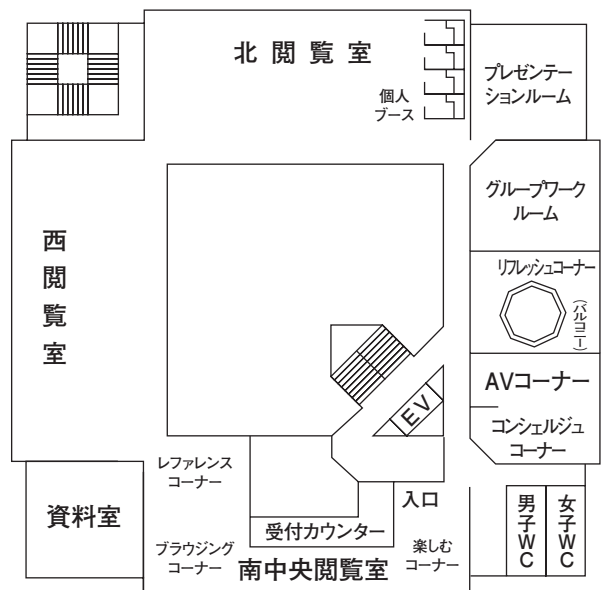 北閲覧室
個人
ブース
プレゼンテー
ションルーム
グループワーク
ルーム
西閲覧室
リフレッシュコーナー
(バルコニー)
AVコーナー
EV
コンシェルジュ
コーナー
レファレンス
コーナー
入口
資料室
受付カウンター
男子WC
女子WC
ブラウジング
コーナー
南中央閲覧室
楽しむ
コーナー